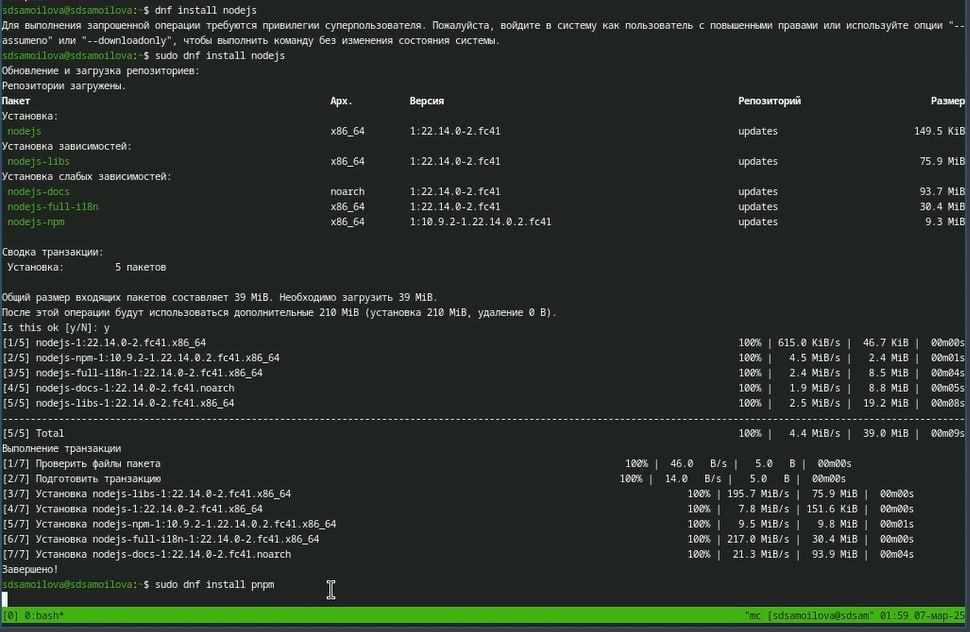 sdsamoilova@sdsamoilova:~$ dnf install nodejs
Для выполнения запрошенной операции требуются привилегии суперпользователя. Пожалуйста, войдите в систему как пользователь с повышенными правами или используйте опции "--
assumeno" или "--downloadonly", чтобы выполнить команду без изменения состояния системы.
sdsamoilova@sdsamoilova:~$ sudo dnf install nodejs
Обновление и загрузка репозиториев:
Репозитории загружены.
Пакет Арх. Версия Репозиторий Размер
Установка:
nodejs x86_64 1:22.14.0-2.fc41 updates 149.5 KiB
Установка зависимостей:
nodejs-libs x86_64 1:22.14.0-2.fc41 updates 75.9 MiB
Установка слабых зависимостей:
nodejs-docs noarch 1:22.14.0-2.fc41 updates 93.7 MiB
nodejs-full-i18n x86_64 1:22.14.0-2.fc41 updates 30.4 MiB
nodejs-npm x86_64 1:10.9.2-1.22.14.0.2.fc41 updates 9.3 MiB
Сводка транзакции:
Установка: 5 пакетов
Общий размер входящих пакетов составляет 39 MiB. Необходимо загрузить 39 MiB.
После этой операции будут использоваться дополнительные 210 MiB (установка 210 MiB, удаление 0 B).
Is this ok [y/N]: y
[1/5] nodejs-1:22.14.0-2.fc41.x86_64 100% | 615.0 KiB/s | 46.7 KiB | 00m00s
[2/5] nodejs-npm-1:10.9.2-1.22.14.0.2.fc41.x86_64 100% | 4.5 MiB/s | 2.4 MiB | 00m01s
[3/5] nodejs-full-i18n-1:22.14.0-2.fc41.x86_64 100% | 2.4 MiB/s | 8.5 MiB | 00m04s
[4/5] nodejs-docs-1:22.14.0-2.fc41.noarch 100% | 1.9 MiB/s | 8.8 MiB | 00m05s
[5/5] nodejs-libs-1:22.14.0-2.fc41.x86_64 100% | 2.5 MiB/s | 19.2 MiB | 00m08s
--------------------------------------------------------------------------------
[5/5] Total 100% | 4.4 MiB/s | 39.0 MiB | 00m09s
Выполнение транзакции
[1/7] Проверить файлы пакета 100% | 46.0 B/s | 5.0 B | 00m00s
[2/7] Подготовить транзакцию 100% | 14.0 B/s | 5.0 B | 00m00s
[3/7] Установка nodejs-libs-1:22.14.0-2.fc41.x86_64 100% | 195.7 MiB/s | 75.9 MiB | 00m00s
[4/7] Установка nodejs-1:22.14.0-2.fc41.x86_64 100% | 7.8 MiB/s | 151.6 KiB | 00m00s
[5/7] Установка nodejs-npm-1:10.9.2-1.22.14.0.2.fc41.x86_64 100% | 9.5 MiB/s | 9.8 MiB | 00m01s
[6/7] Установка nodejs-full-i18n-1:22.14.0-2.fc41.x86_64 100% | 217.0 MiB/s | 30.4 MiB | 00m00s
[7/7] Установка nodejs-docs-1:22.14.0-2.fc41.noarch 100% | 21.3 MiB/s | 93.9 MiB | 00m04s
Завершено!
sdsamoilova@sdsamoilova:~$ sudo dnf install pnpm
[0] 0:bash* "mc [sdsamoilova@sdsam" 01:59 07-мар-25